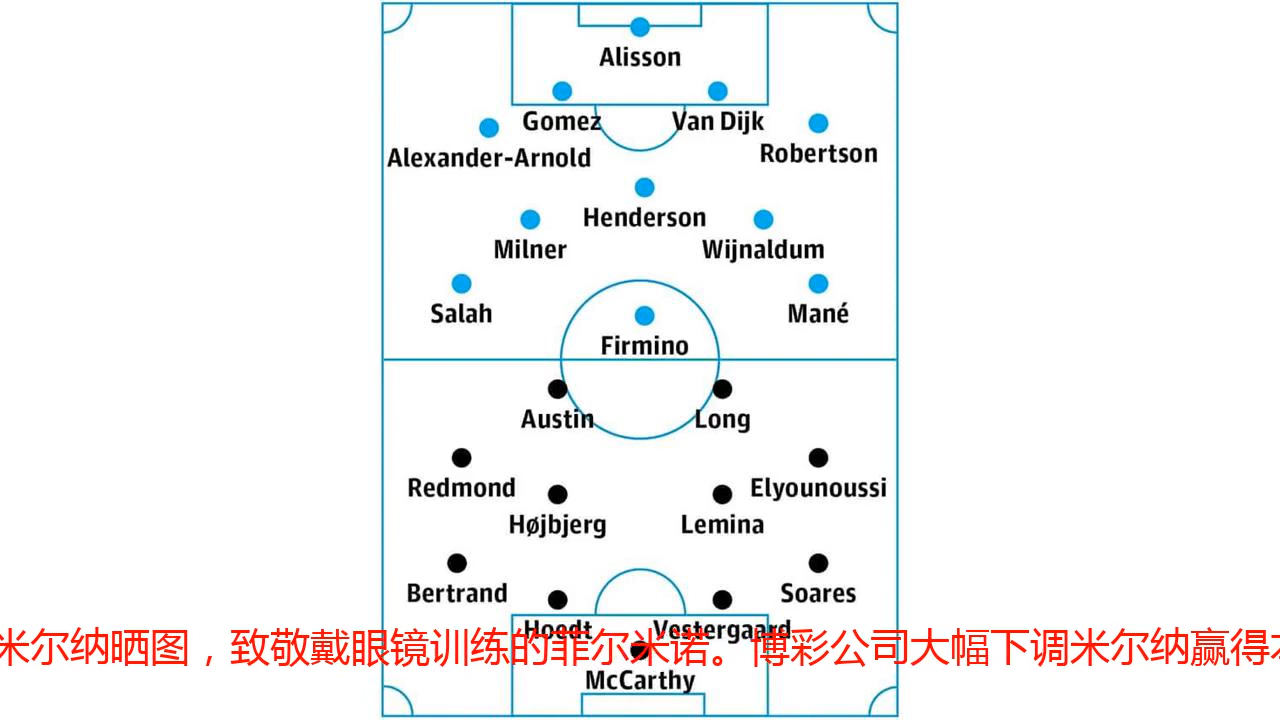 Alisson
Gomez
Van Dijk
Alexander-Arnold
Robertson
Henderson
Milner
Wijnaldum
Salah
Mané
Firmino
Austin
Long
Redmond
Elyounoussi
Højbjerg
Lemina
Bertrand
Soares
Hoedt
Vestergaard
米尔纳晒图，致敬戴眼镜训练的菲尔米诺。博彩公司大幅下调米尔纳赢得
McCarthy